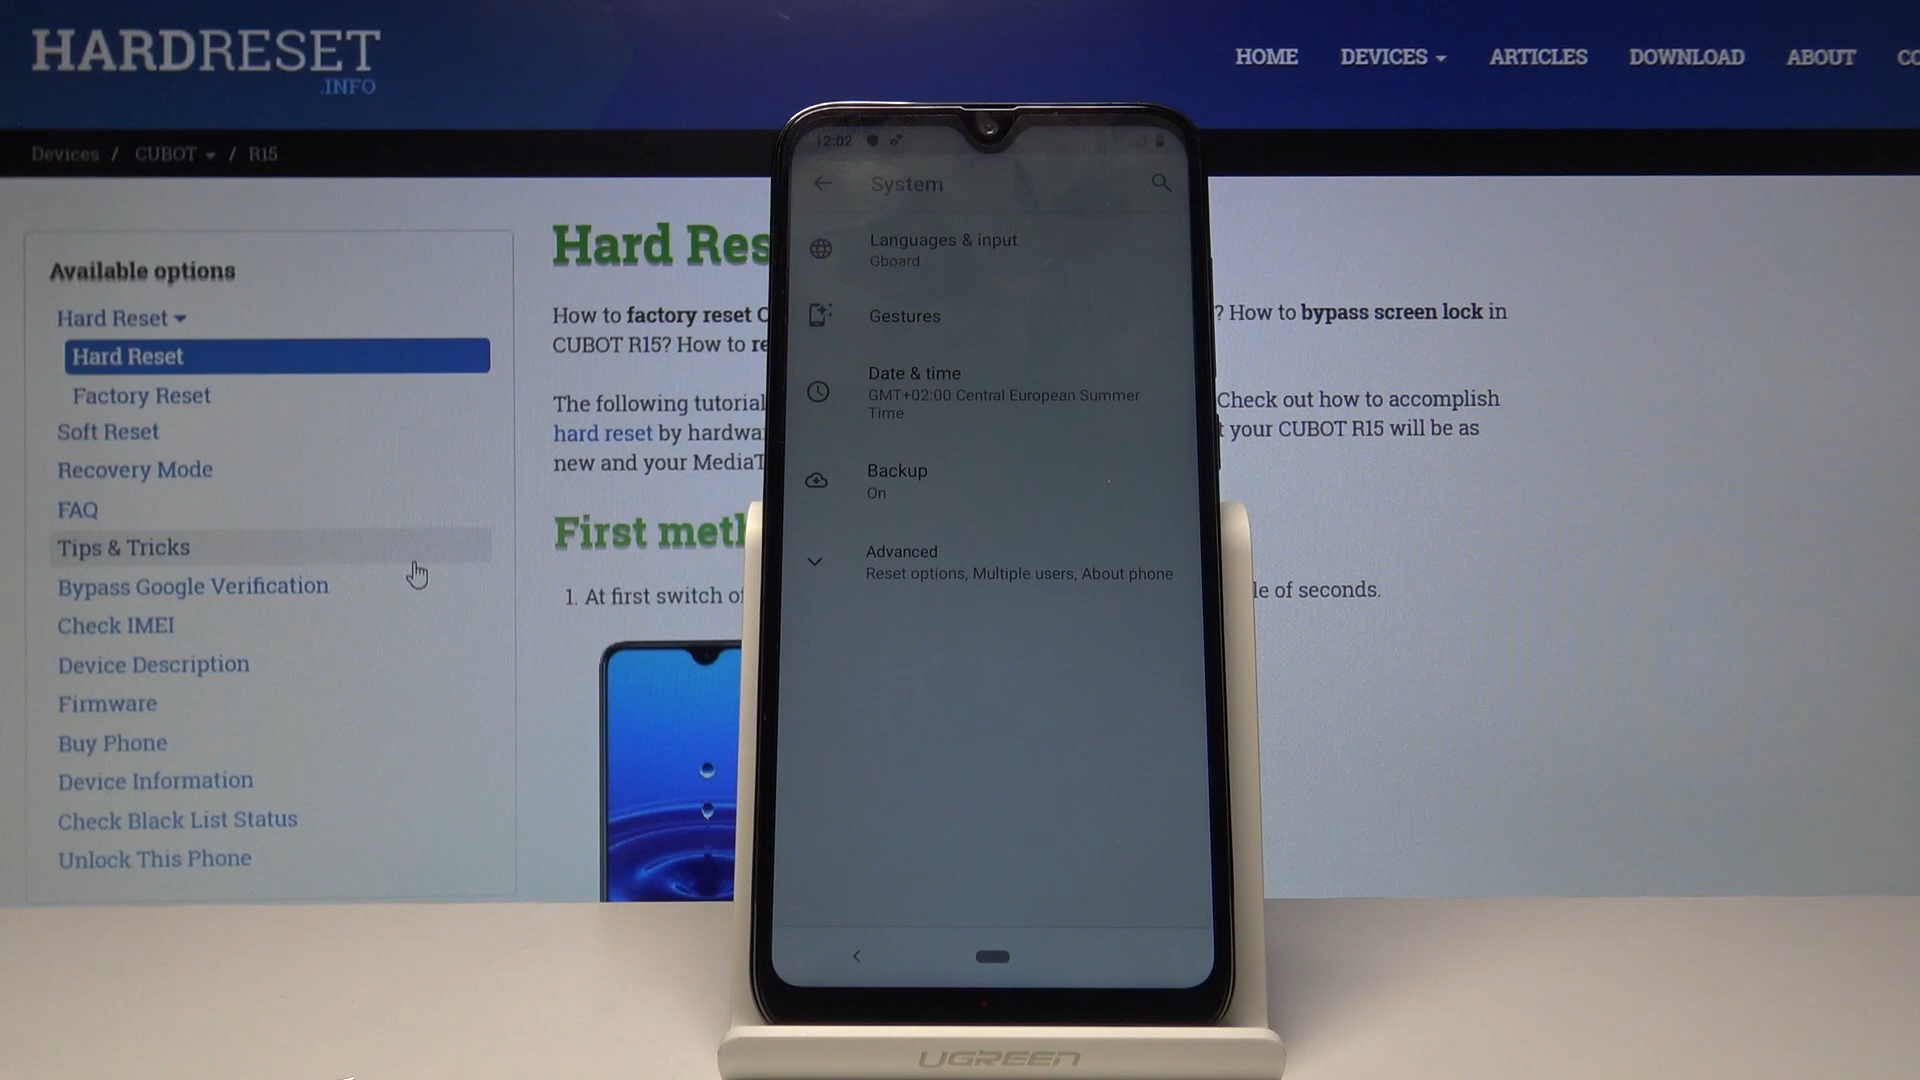 HARDRESET
.INFO
HOME DEVICES ARTICLES DOWNLOAD ABOUT
Devices / CUBOT / R15
Available options
Hard Reset
Hard Reset
Factory Reset
Soft Reset
Recovery Mode
FAQ
Tips & Tricks
Bypass Google Verification
Check IMEI
Device Description
Firmware
Buy Phone
Device Information
Check Black List Status
Unlock This Phone
Hard Res
How to factory reset C ? How to bypass screen lock in
CUBOT R15? How to re
The following tutorial Check out how to accomplish
hard reset by hardwa t your CUBOT R15 will be as
new and your MediaT
First meth
1. At first switch of le of seconds.
12:02
System
Languages & input
Gboard
Gestures
Date & time
GMT+02:00 Central European Summer
Time
Backup
On
Advanced
Reset options, Multiple users, About phone
UGREEN